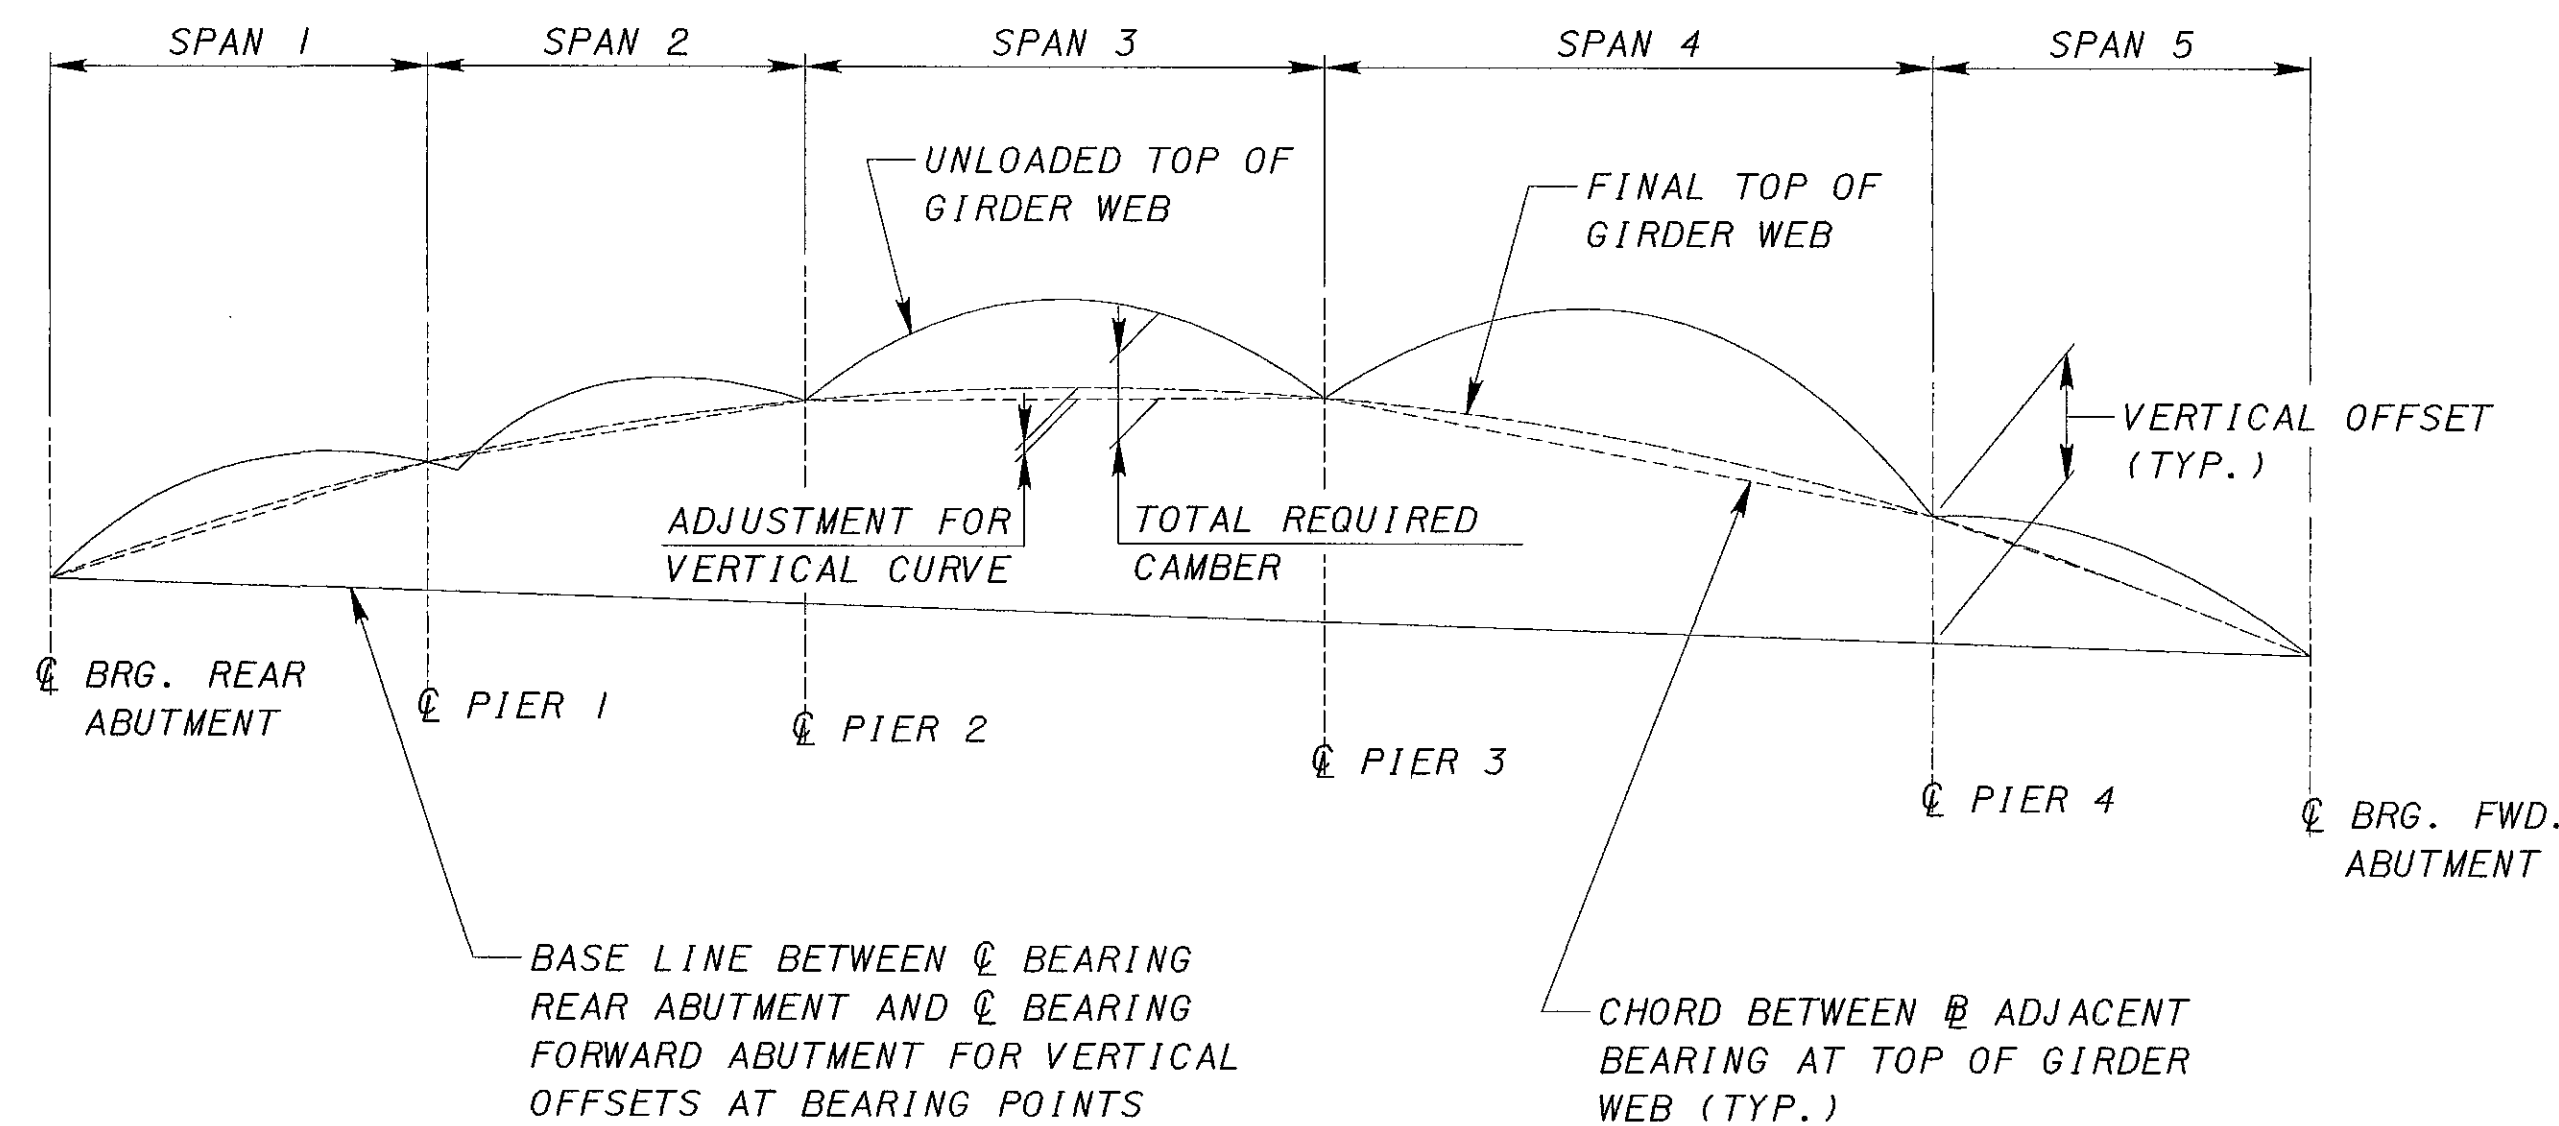 SPAN 1
SPAN 2
SPAN 3
SPAN 4
SPAN 5
UNLOADED TOP OF
GIRDER WEB
FINAL TOP OF
GIRDER WEB
VERTICAL OFFSET
(TYP.)
ADJUSTMENT FOR
VERTICAL CURVE
TOTAL REQUIRED
CAMBER
℄ BRG. REAR
ABUTMENT
℄ PIER 1
℄ PIER 2
℄ PIER 3
℄ PIER 4
℄ BRG. FWD.
ABUTMENT
BASE LINE BETWEEN ℄ BEARING
REAR ABUTMENT AND ℄ BEARING
FORWARD ABUTMENT FOR VERTICAL
OFFSETS AT BEARING POINTS
CHORD BETWEEN ADJACENT
BEARING AT TOP OF GIRDER
WEB (TYP.)